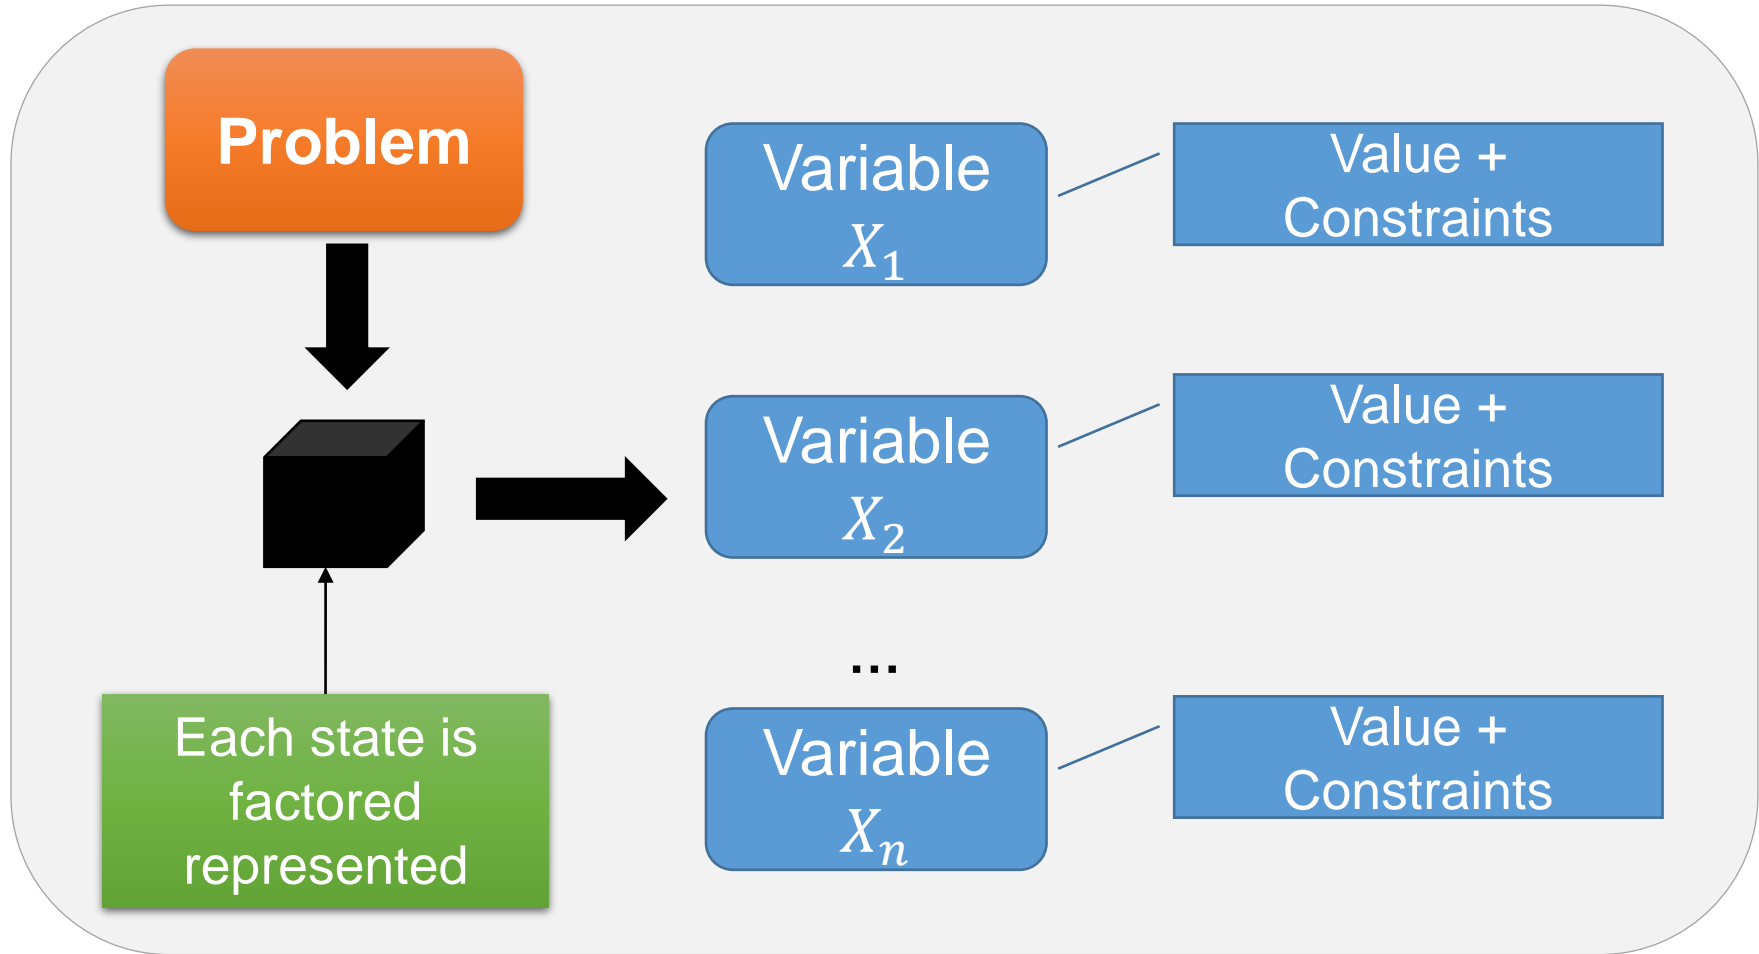 Problem
Variable
X₁
Value +
Constraints
Variable
X₂
Value +
Constraints
...
Variable
Xₙ
Value +
Constraints
Each state is
factored
represented